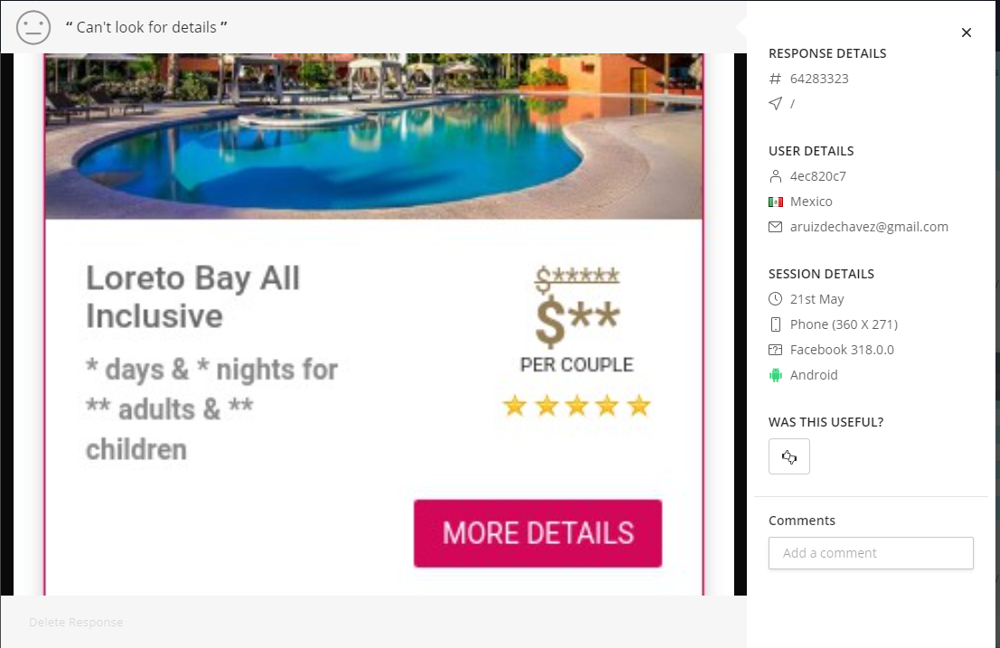 “ Can't look for details ”
Loreto Bay All
Inclusive
* days & * nights for
** adults & **
children
$*****
$**
PER COUPLE
MORE DETAILS
Delete Response
RESPONSE DETAILS
# 64283323
/
USER DETAILS
4ec820c7
Mexico
aruizdechavez@gmail.com
SESSION DETAILS
21st May
Phone (360 X 271)
Facebook 318.0.0
Android
WAS THIS USEFUL?
Comments
Add a comment